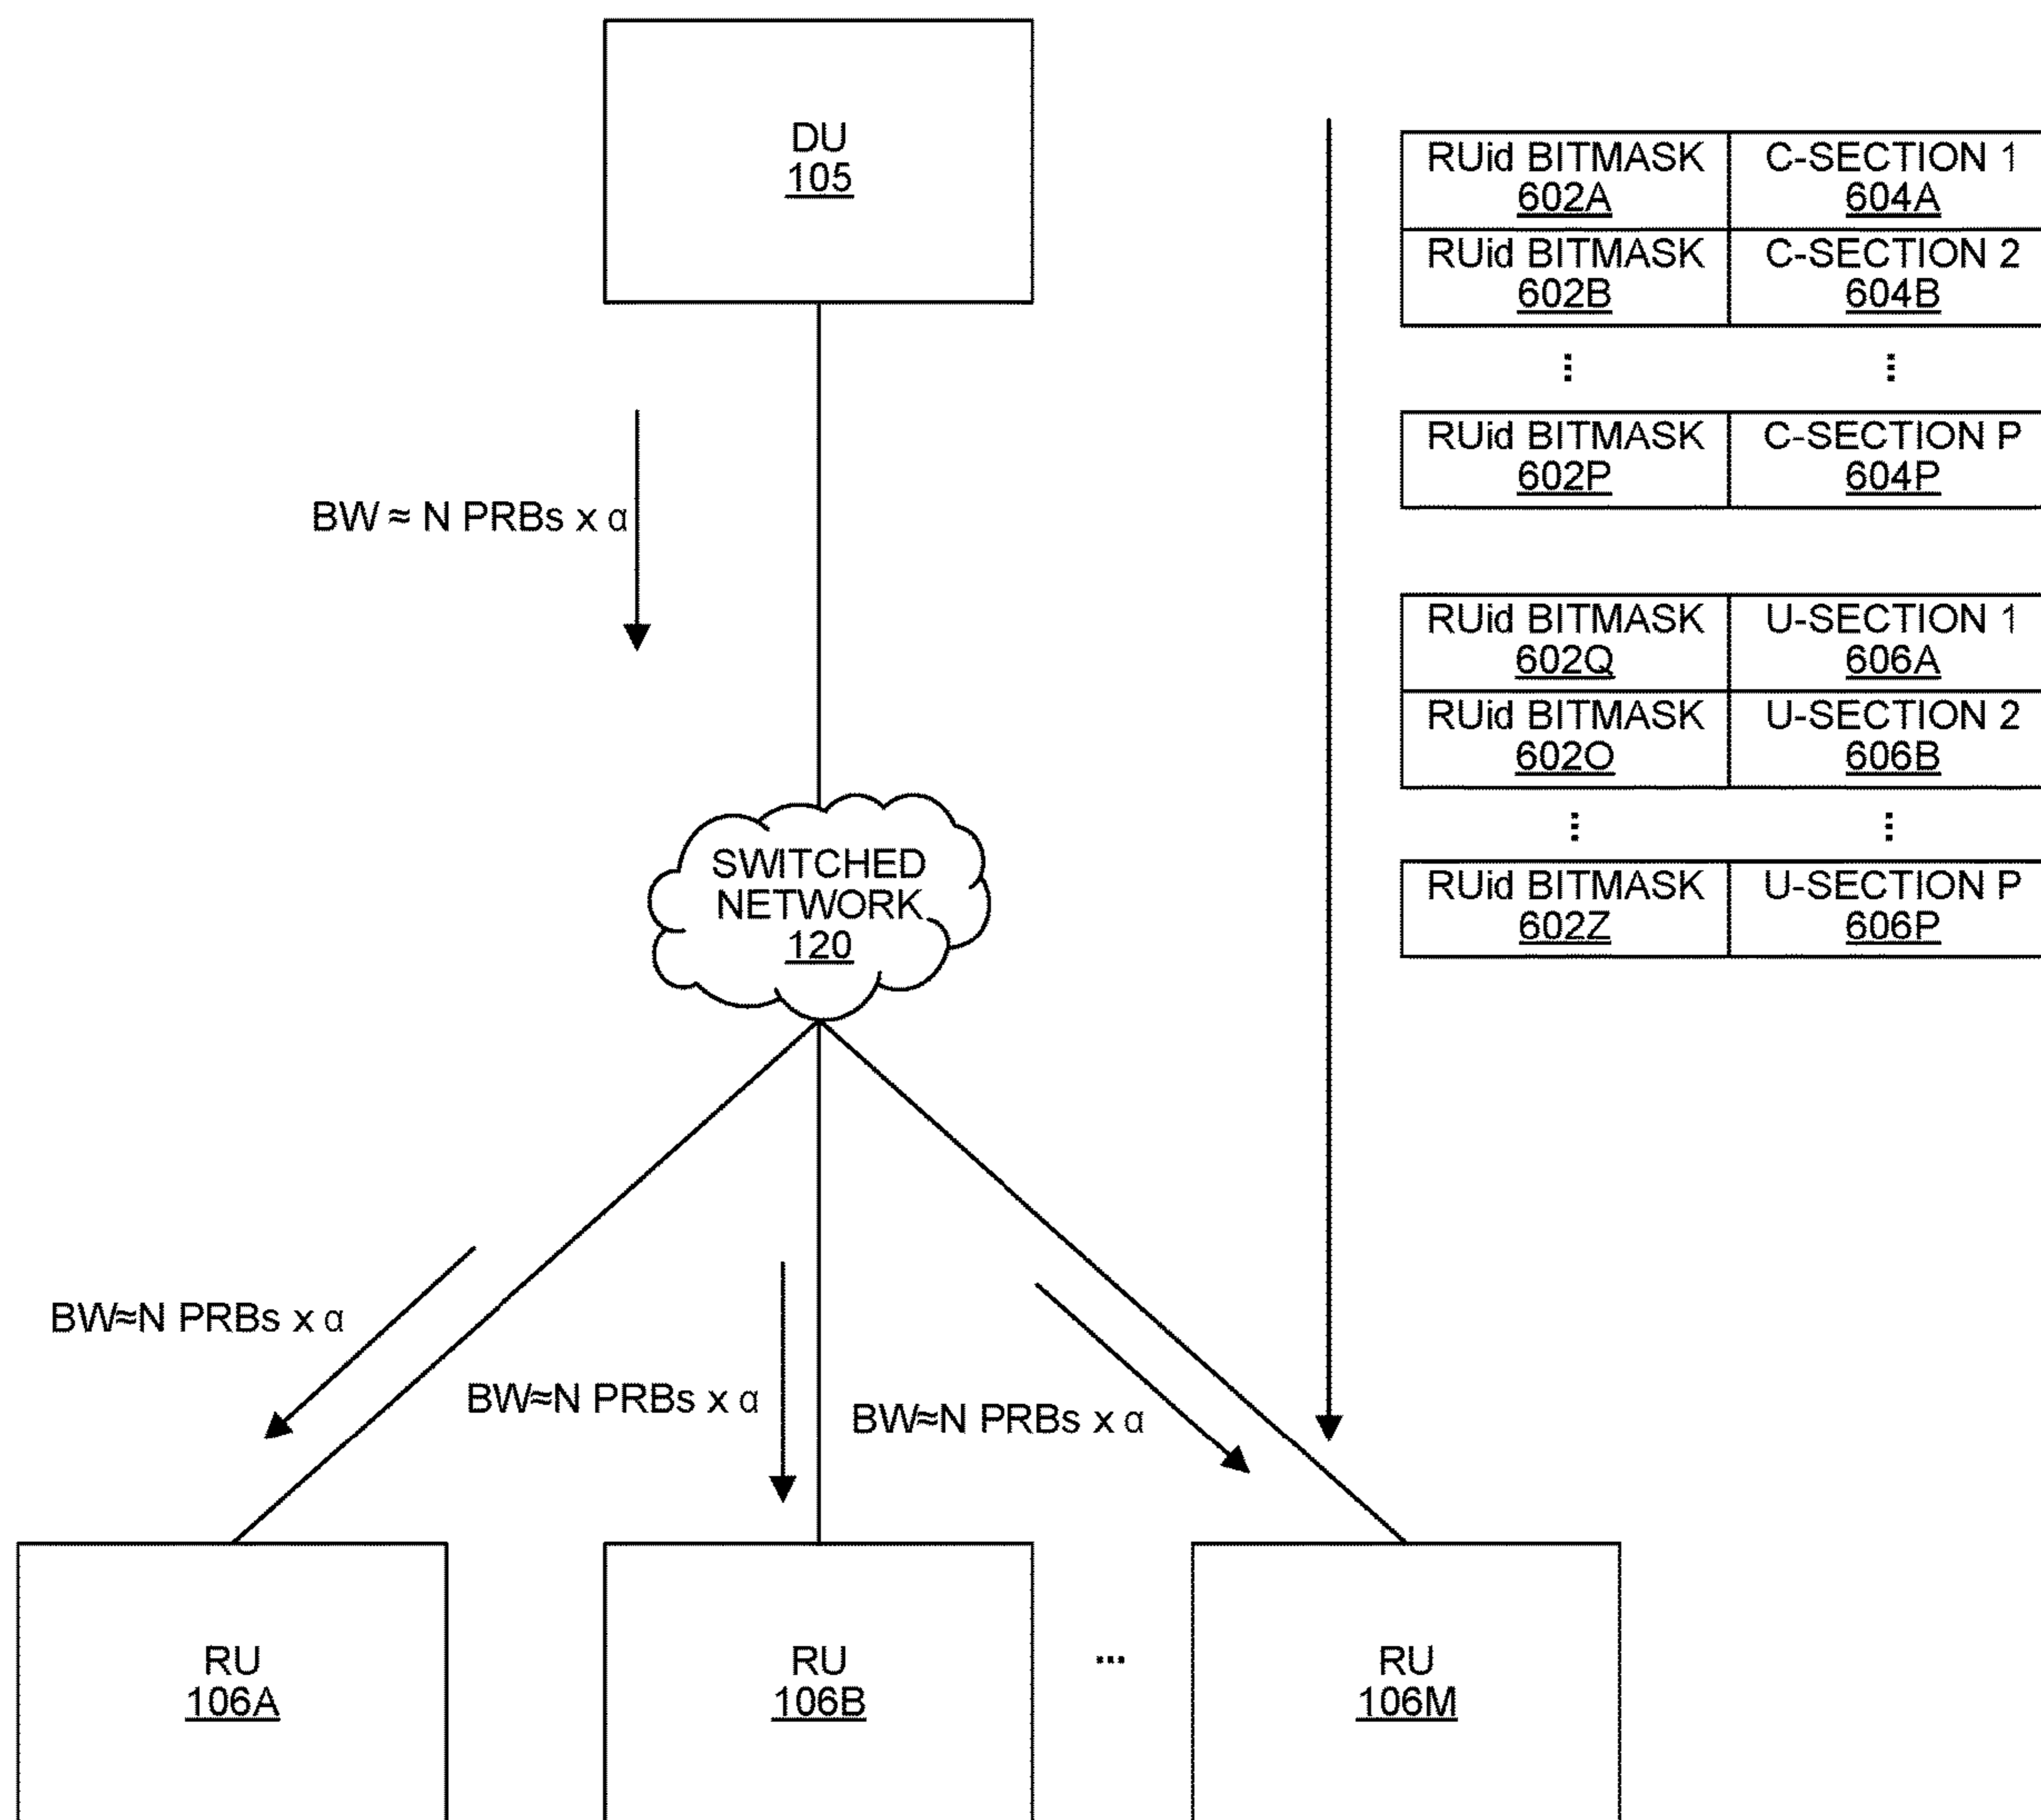 DU
105
RUid BITMASK C-SECTION 1
602A 604A
RUid BITMASK C-SECTION 2
602B 604B
⋮ ⋮
RUid BITMASK C-SECTION P
602P 604P
BW ≈ N PRBs x α
RUid BITMASK U-SECTION 1
602Q 606A
RUid BITMASK U-SECTION 2
602O 606B
⋮ ⋮
RUid BITMASK U-SECTION P
602Z 606P
SWITCHED
NETWORK
120
BW≈N PRBs x α
BW≈N PRBs x α
BW≈N PRBs x α
RU
106A
RU
106B
...
RU
106M